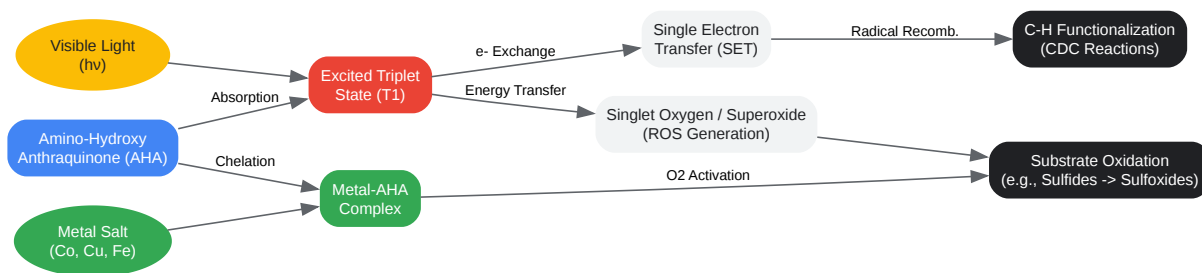 Visible Light
(hν)
Absorption
Amino-Hydroxy
Anthraquinone (AHA)
Chelation
Metal Salt
(Co, Cu, Fe)
Excited Triplet
State (T1)
Metal-AHA
Complex
e- Exchange
Energy Transfer
Single Electron
Transfer (SET)
Singlet Oxygen / Superoxide
(ROS Generation)
O2 Activation
Radical Recomb.
C-H Functionalization
(CDC Reactions)
Substrate Oxidation
(e.g., Sulfides -> Sulfoxides)